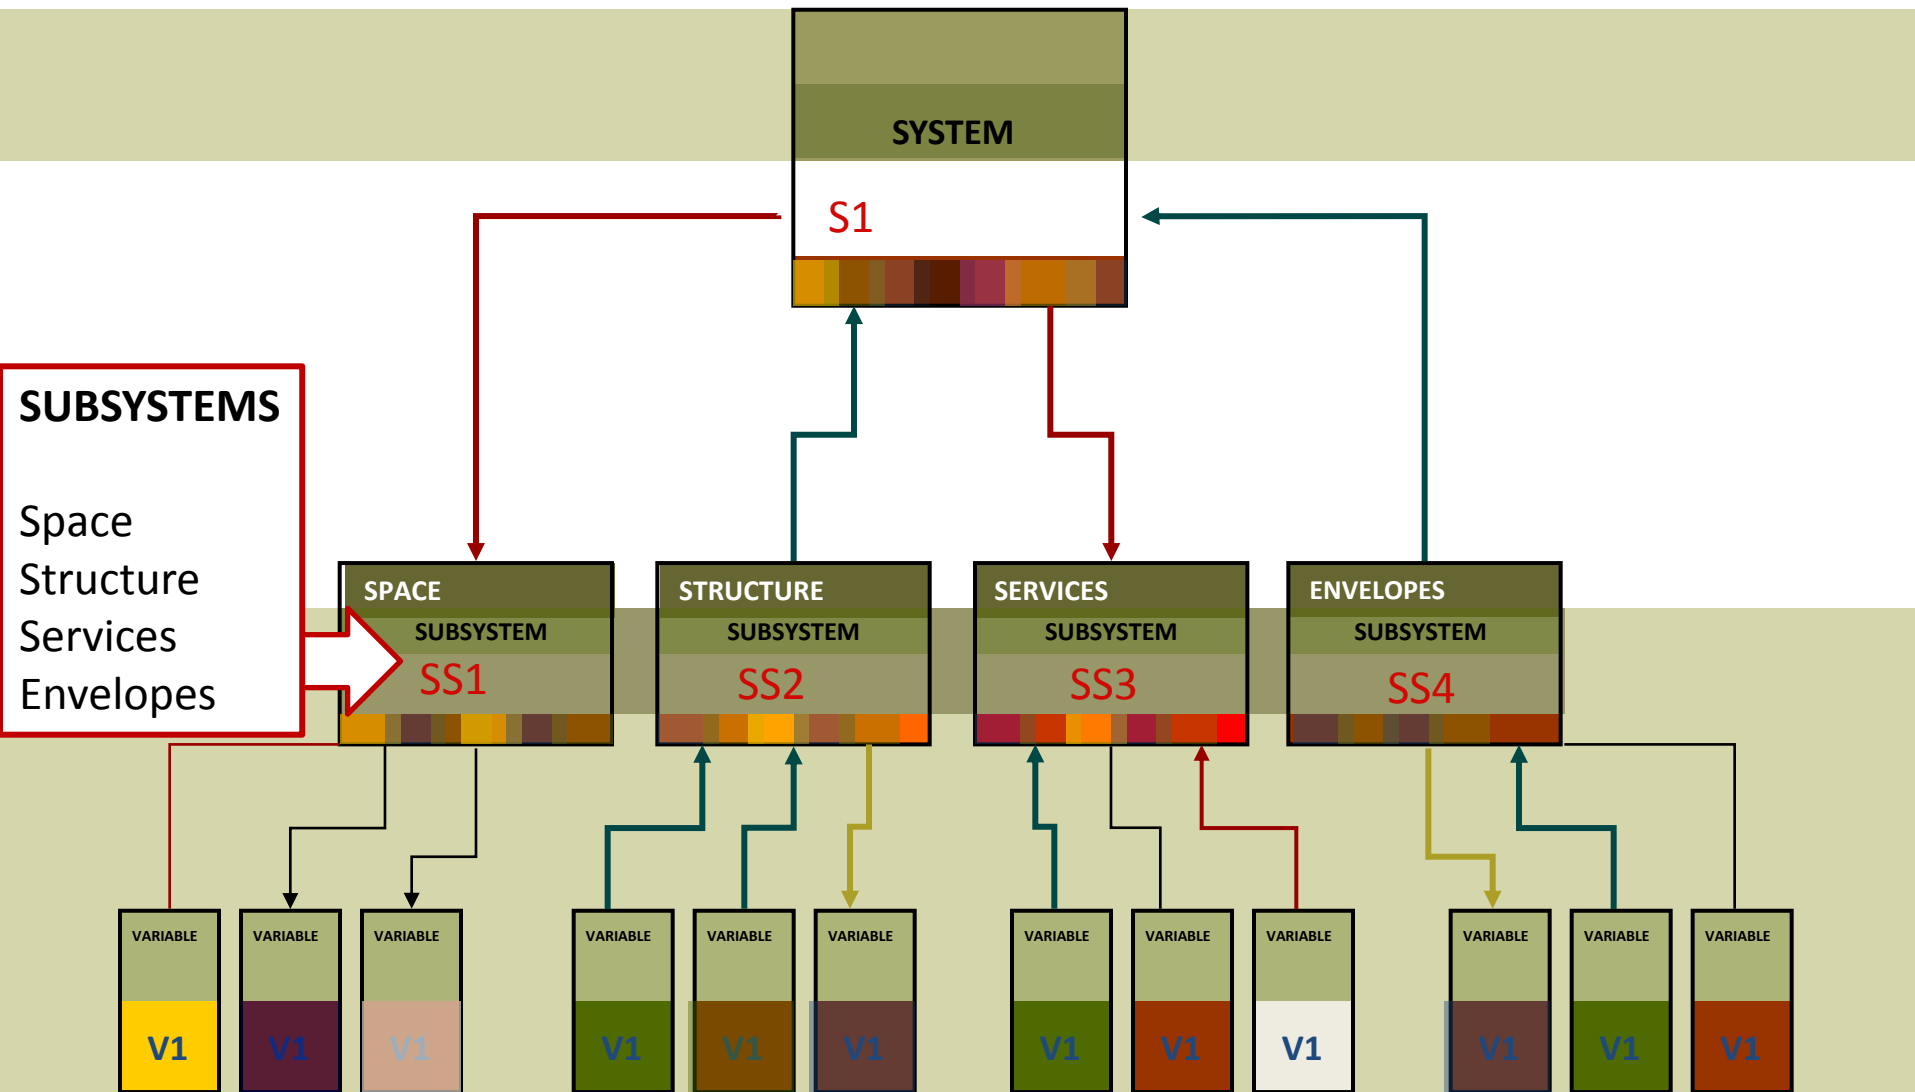 SYSTEM
S1
SUBSYSTEMS
Space
Structure
Services
Envelopes
SPACE
SUBSYSTEM
SS1
STRUCTURE
SUBSYSTEM
SS2
SERVICES
SUBSYSTEM
SS3
ENVELOPES
SUBSYSTEM
SS4
VARIABLE
V1
VARIABLE
V1
VARIABLE
V1
VARIABLE
V1
VARIABLE
V1
VARIABLE
V1
VARIABLE
V1
VARIABLE
V1
VARIABLE
V1
VARIABLE
V1
VARIABLE
V1
VARIABLE
V1